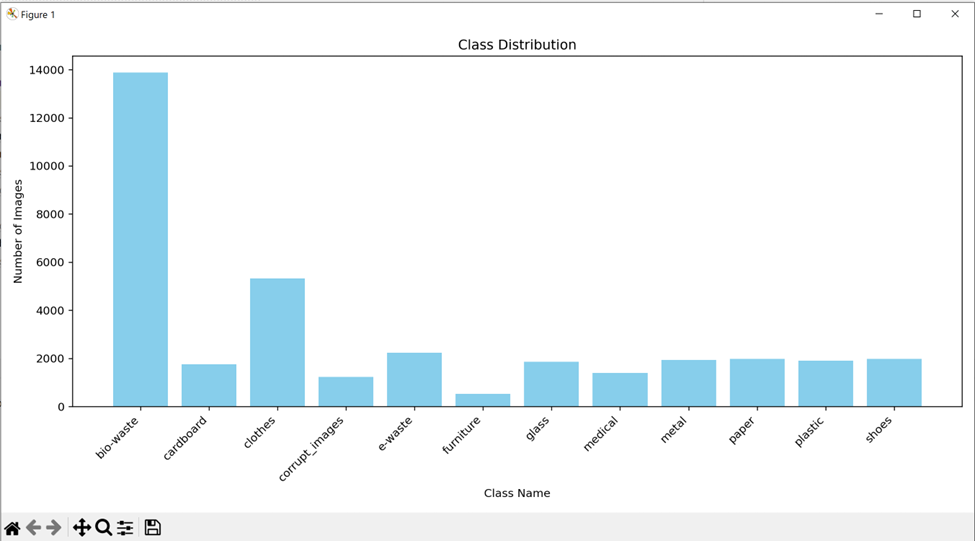 Figure 1
Class Distribution
14000
12000
10000
8000
6000
4000
2000
0
Number of Images
bio-waste
cardboard
clothes
corrupt_images
e-waste
furniture
glass
medical
metal
paper
plastic
shoes
Class Name